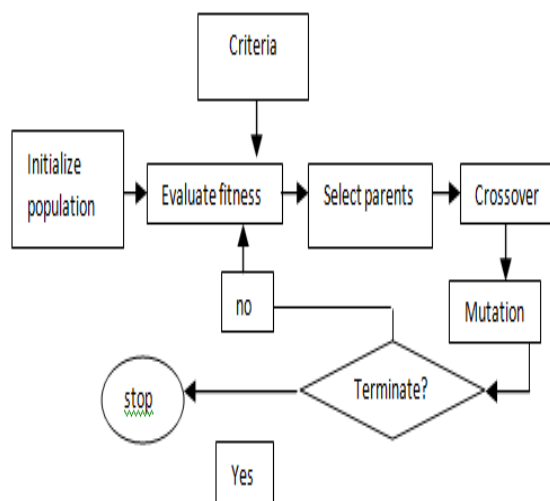 Criteria
Initialize
population
Evaluate fitness
Select parents
Crossover
no
Mutation
Terminate?
stop
Yes